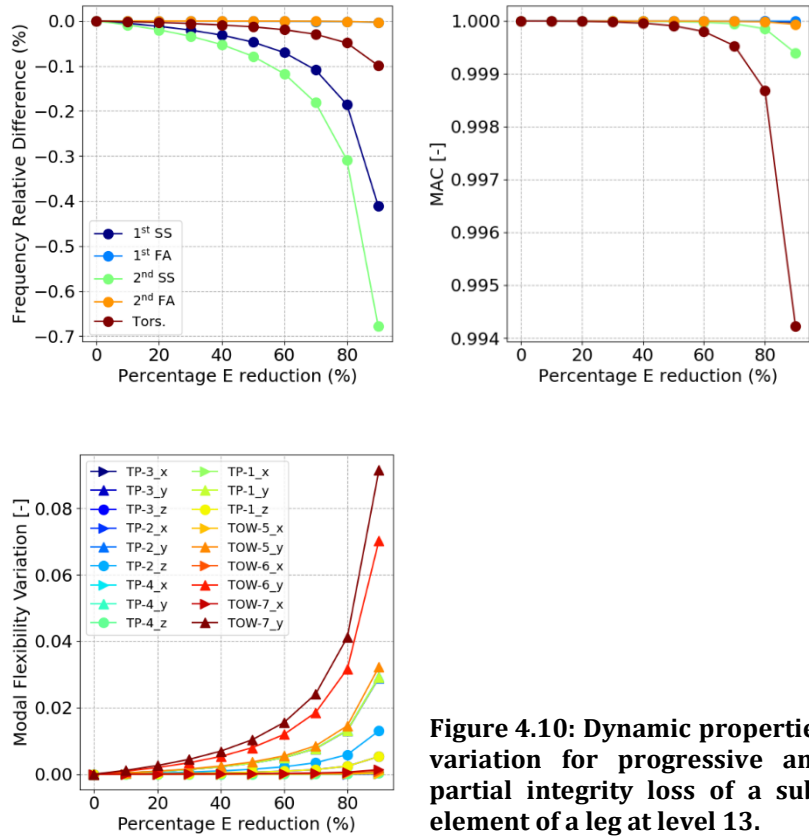 0.0
−0.1
−0.2
−0.3
−0.4
−0.5
−0.6
−0.7
Frequency Relative Difference (%)
1st SS
1st FA
2nd SS
2nd FA
Tors.
0 20 40 60 80
Percentage E reduction (%)
1.000
0.999
0.998
0.997
0.996
0.995
0.994
MAC [-]
0 20 40 60 80
Percentage E reduction (%)
0.08
0.06
0.04
0.02
0.00
Modal Flexibility Variation [-]
TP-3_x
TP-3_y
TP-3_z
TP-2_x
TP-2_y
TP-2_z
TP-4_x
TP-4_y
TP-4_z
TP-1_x
TP-1_y
TP-1_z
TOW-5_x
TOW-5_y
TOW-6_x
TOW-6_y
TOW-7_x
TOW-7_y
0 20 40 60 80
Percentage E reduction (%)
Figure 4.10: Dynamic propertie
variation for progressive an
partial integrity loss of a sub
element of a leg at level 13.